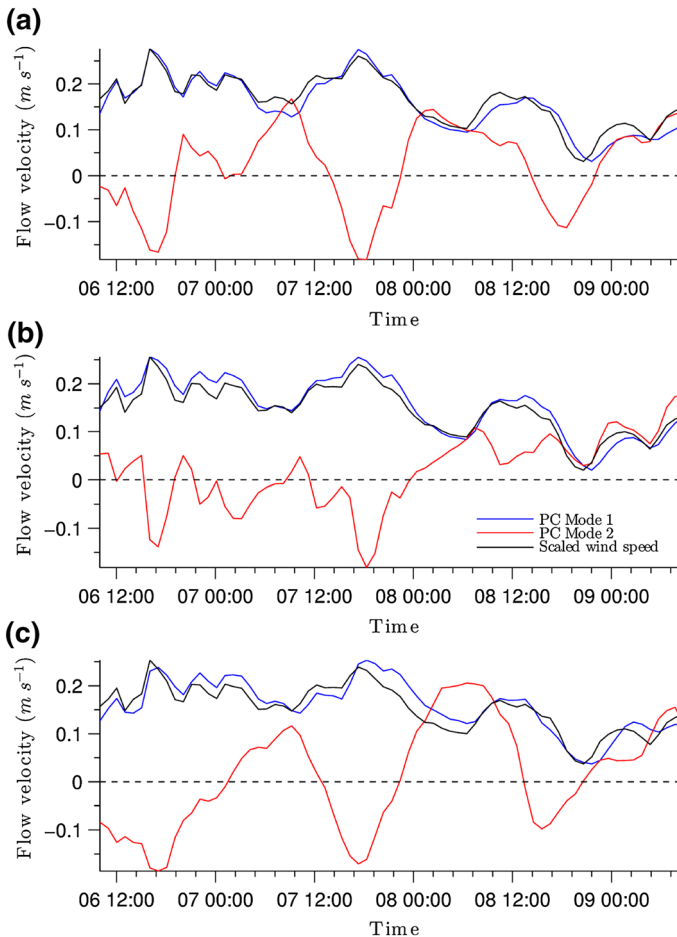 (a)
Flow velocity (m s⁻¹)
0.2
0.1
0
−0.1
06 12:00 07 00:00 07 12:00 08 00:00 08 12:00 09 00:00
Time
(b)
Flow velocity (m s⁻¹)
0.2
0.1
0
−0.1
PC Mode 1
PC Mode 2
Scaled wind speed
06 12:00 07 00:00 07 12:00 08 00:00 08 12:00 09 00:00
Time
(c)
Flow velocity (m s⁻¹)
0.2
0.1
0
−0.1
06 12:00 07 00:00 07 12:00 08 00:00 08 12:00 09 00:00
Time